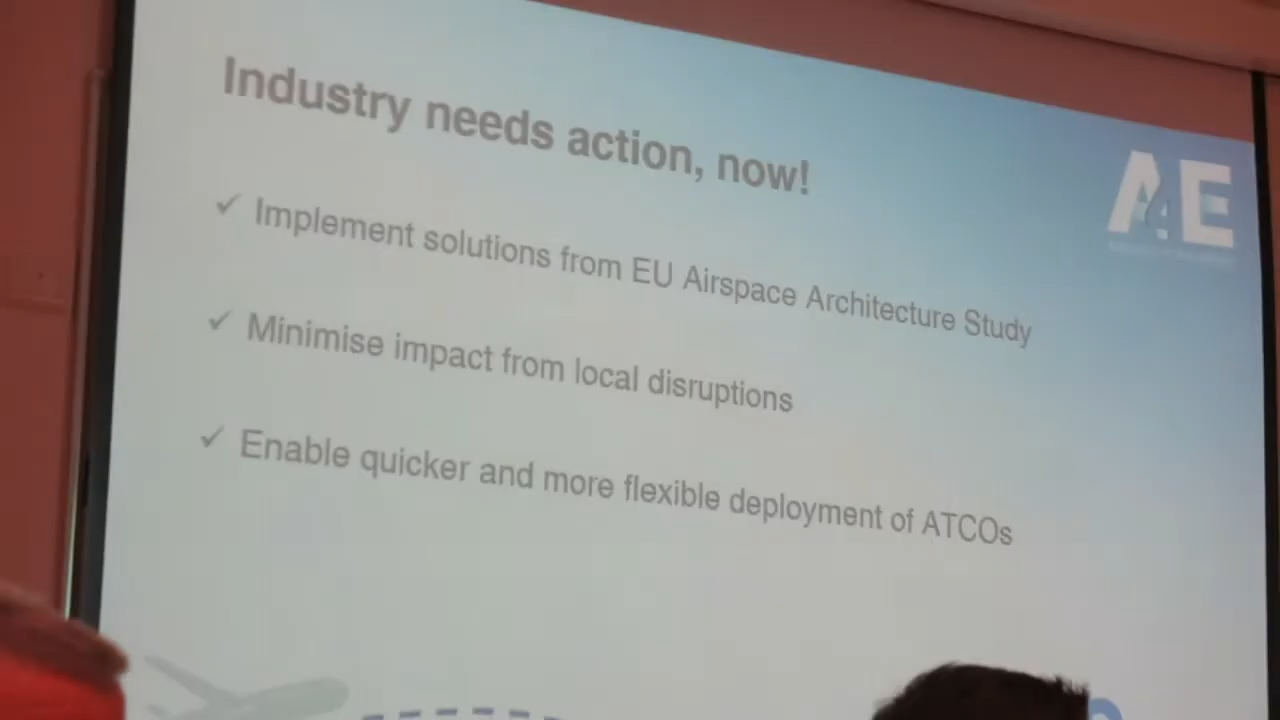 Industry needs action, now!
A4E
✓ Implement solutions from EU Airspace Architecture Study
✓ Minimise impact from local disruptions
✓ Enable quicker and more flexible deployment of ATCOs